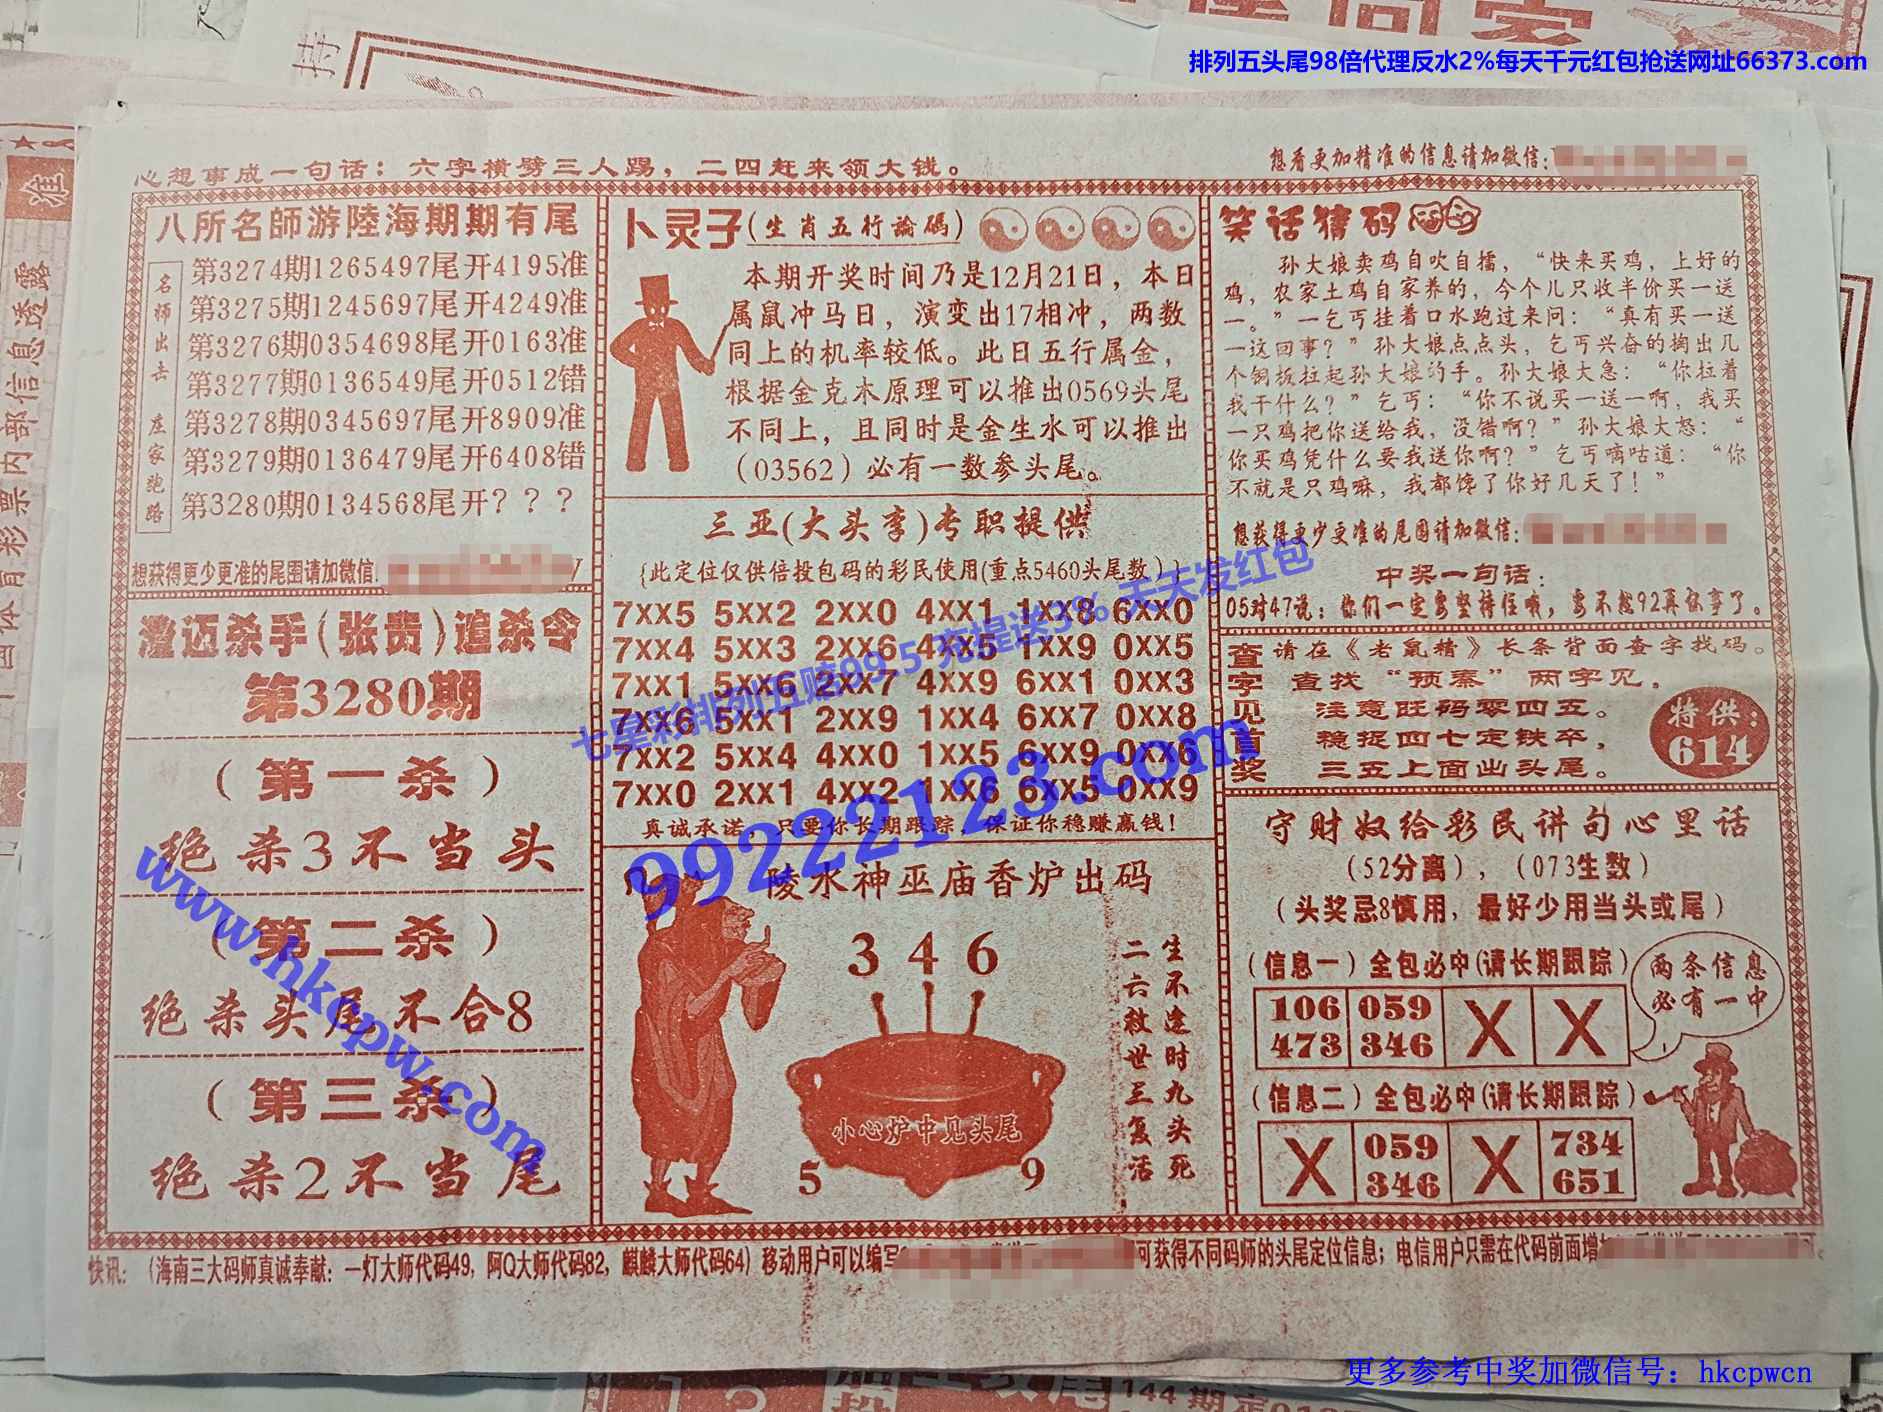 排列五头尾98倍代理反水2%每天千元红包抢送网址66373.com
心想事成一句话：六字横劈三人踢，二四赶来领大钱。
想看更加精准的信息请加微信：
八所名師游陸海期期有尾
名师出击 庄家跑路
第3274期1265497尾开4195准
第3275期1245697尾开4249准
第3276期0354698尾开0163准
第3277期0136549尾开0512错
第3278期0345697尾开8909准
第3279期0136479尾开6408错
第3280期0134568尾开？？？
想获得更少更准的尾围请加微信:
澄迈杀手(张贵)追杀令
第3280期
（第一杀）
绝杀3不当头
（第二杀）
绝杀头尾不合8
（第三杀）
绝杀2不当尾
卜灵子(生肖五行論碼)
本期开奖时间乃是12月21日，本日
属鼠冲马日，演变出17相冲，两数
同上的机率较低。此日五行属金，
根据金克木原理可以推出0569头尾
不同上，且同时是金生水可以推出
（03562）必有一数参头尾。
三亚(大头李)专职提供
{此定位仅供倍投包码的彩民使用(重点5460头尾数）}
7XX5 5XX2 2XX0 4XX1 1XX8 6XX0
7XX4 5XX3 2XX6 4XX5 1XX9 0XX5
7XX1 5XX6 2XX7 4XX9 6XX1 0XX3
7XX6 5XX1 2XX9 1XX4 6XX7 0XX8
7XX2 5XX4 4XX0 1XX5 6XX9 0XX6
7XX0 2XX1 4XX2 1XX6 6XX5 0XX9
真诚承诺，只要你长期跟踪，保证你稳赚赢钱！
七星彩排列五赔99.5 充提送3% 天天发红包
99222123.com
www.hkcpw.com
陵水神巫庙香炉出码
346
生不逢时九头死
二六救世三复活
小心炉中见头尾
5 9
笑话猜码
孙大娘卖鸡自吹自擂，“快来买鸡，上好的
鸡，农家土鸡自家养的，今个儿只收半价买一送
一。”一乞丐挂着口水跑过来问：“真有买一送
一这回事？”孙大娘点点头，乞丐兴奋的掏出几
个铜板拉起孙大娘的手。孙大娘大急：“你拉着
我干什么？”乞丐：“你不说买一送一啊，我买
一只鸡把你送给我，没错啊？”孙大娘大怒：“
你买鸡凭什么要我送你啊？”乞丐嘀咕道：“你
不就是只鸡嘛，我都馋了你好几天了！”
想获得更少更准的尾围请加微信：
中奖一句话：
05对47说：你们一定要坚持住哦，要不然92再惹事了。
查字见首奖
请在《老鼠精》长条背面查字找码。
查找“预寨”两字见。
注意旺码零四五。
稳捉四七定铁卒，
三五上面出头尾。
特供：
614
守财奴给彩民讲句心里话
（52分离），（073生数）
（头奖忌8慎用，最好少用当头或尾）
（信息一）全包必中(请长期跟踪)
两条信息
必有一中
106 059 X X
473 346
（信息二）全包必中(请长期跟踪)
X 059 X 734
346 651
快讯：（海南三大码师真诚奉献：一灯大师代码49，阿Q大师代码82，麒麟大师代码64）移动用户可以编写
可获得不同码师的头尾定位信息；电信用户只需在代码前面增加
更多参考中奖加微信号：hkcpwcn
准
内部信息透露